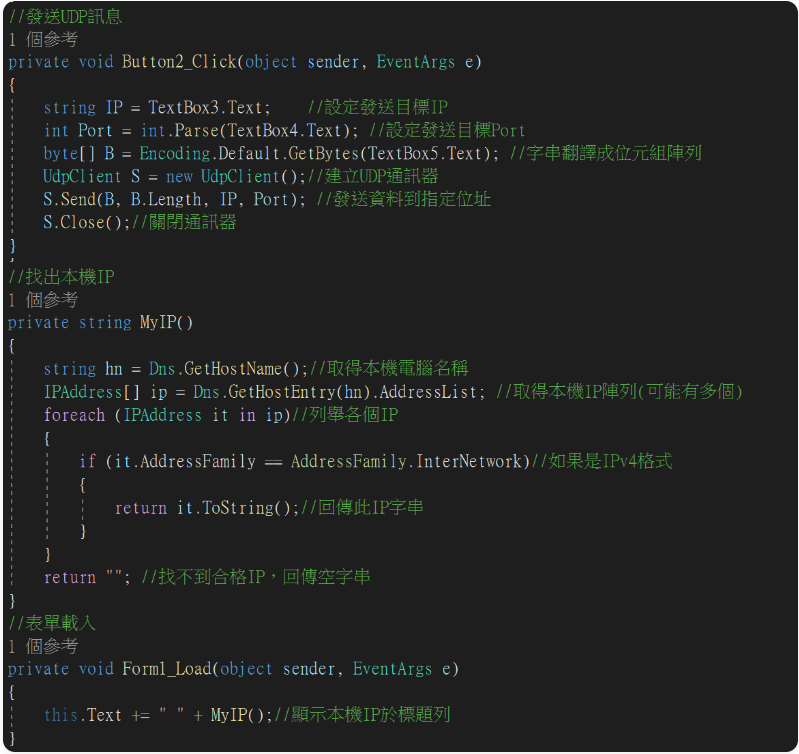 //發送UDP訊息
1 個參考
private void Button2_Click(object sender, EventArgs e)
{
    string IP = TextBox3.Text;    //設定發送目標IP
    int Port = int.Parse(TextBox4.Text); //設定發送目標Port
    byte[] B = Encoding.Default.GetBytes(TextBox5.Text); //字串翻譯成位元組陣列
    UdpClient S = new UdpClient();//建立UDP通訊器
    S.Send(B, B.Length, IP, Port); //發送資料到指定位址
    S.Close();//關閉通訊器
}
//找出本機IP
1 個參考
private string MyIP()
{
    string hn = Dns.GetHostName();//取得本機電腦名稱
    IPAddress[] ip = Dns.GetHostEntry(hn).AddressList; //取得本機IP陣列(可能有多個)
    foreach (IPAddress it in ip)//列舉各個IP
    {
        if (it.AddressFamily == AddressFamily.InterNetwork)//如果是IPv4格式
        {
            return it.ToString();//回傳此IP字串
        }
    }
    return ""; //找不到合格IP，回傳空字串
}
//表單載入
1 個參考
private void Form1_Load(object sender, EventArgs e)
{
    this.Text += " " + MyIP();//顯示本機IP於標題列
}